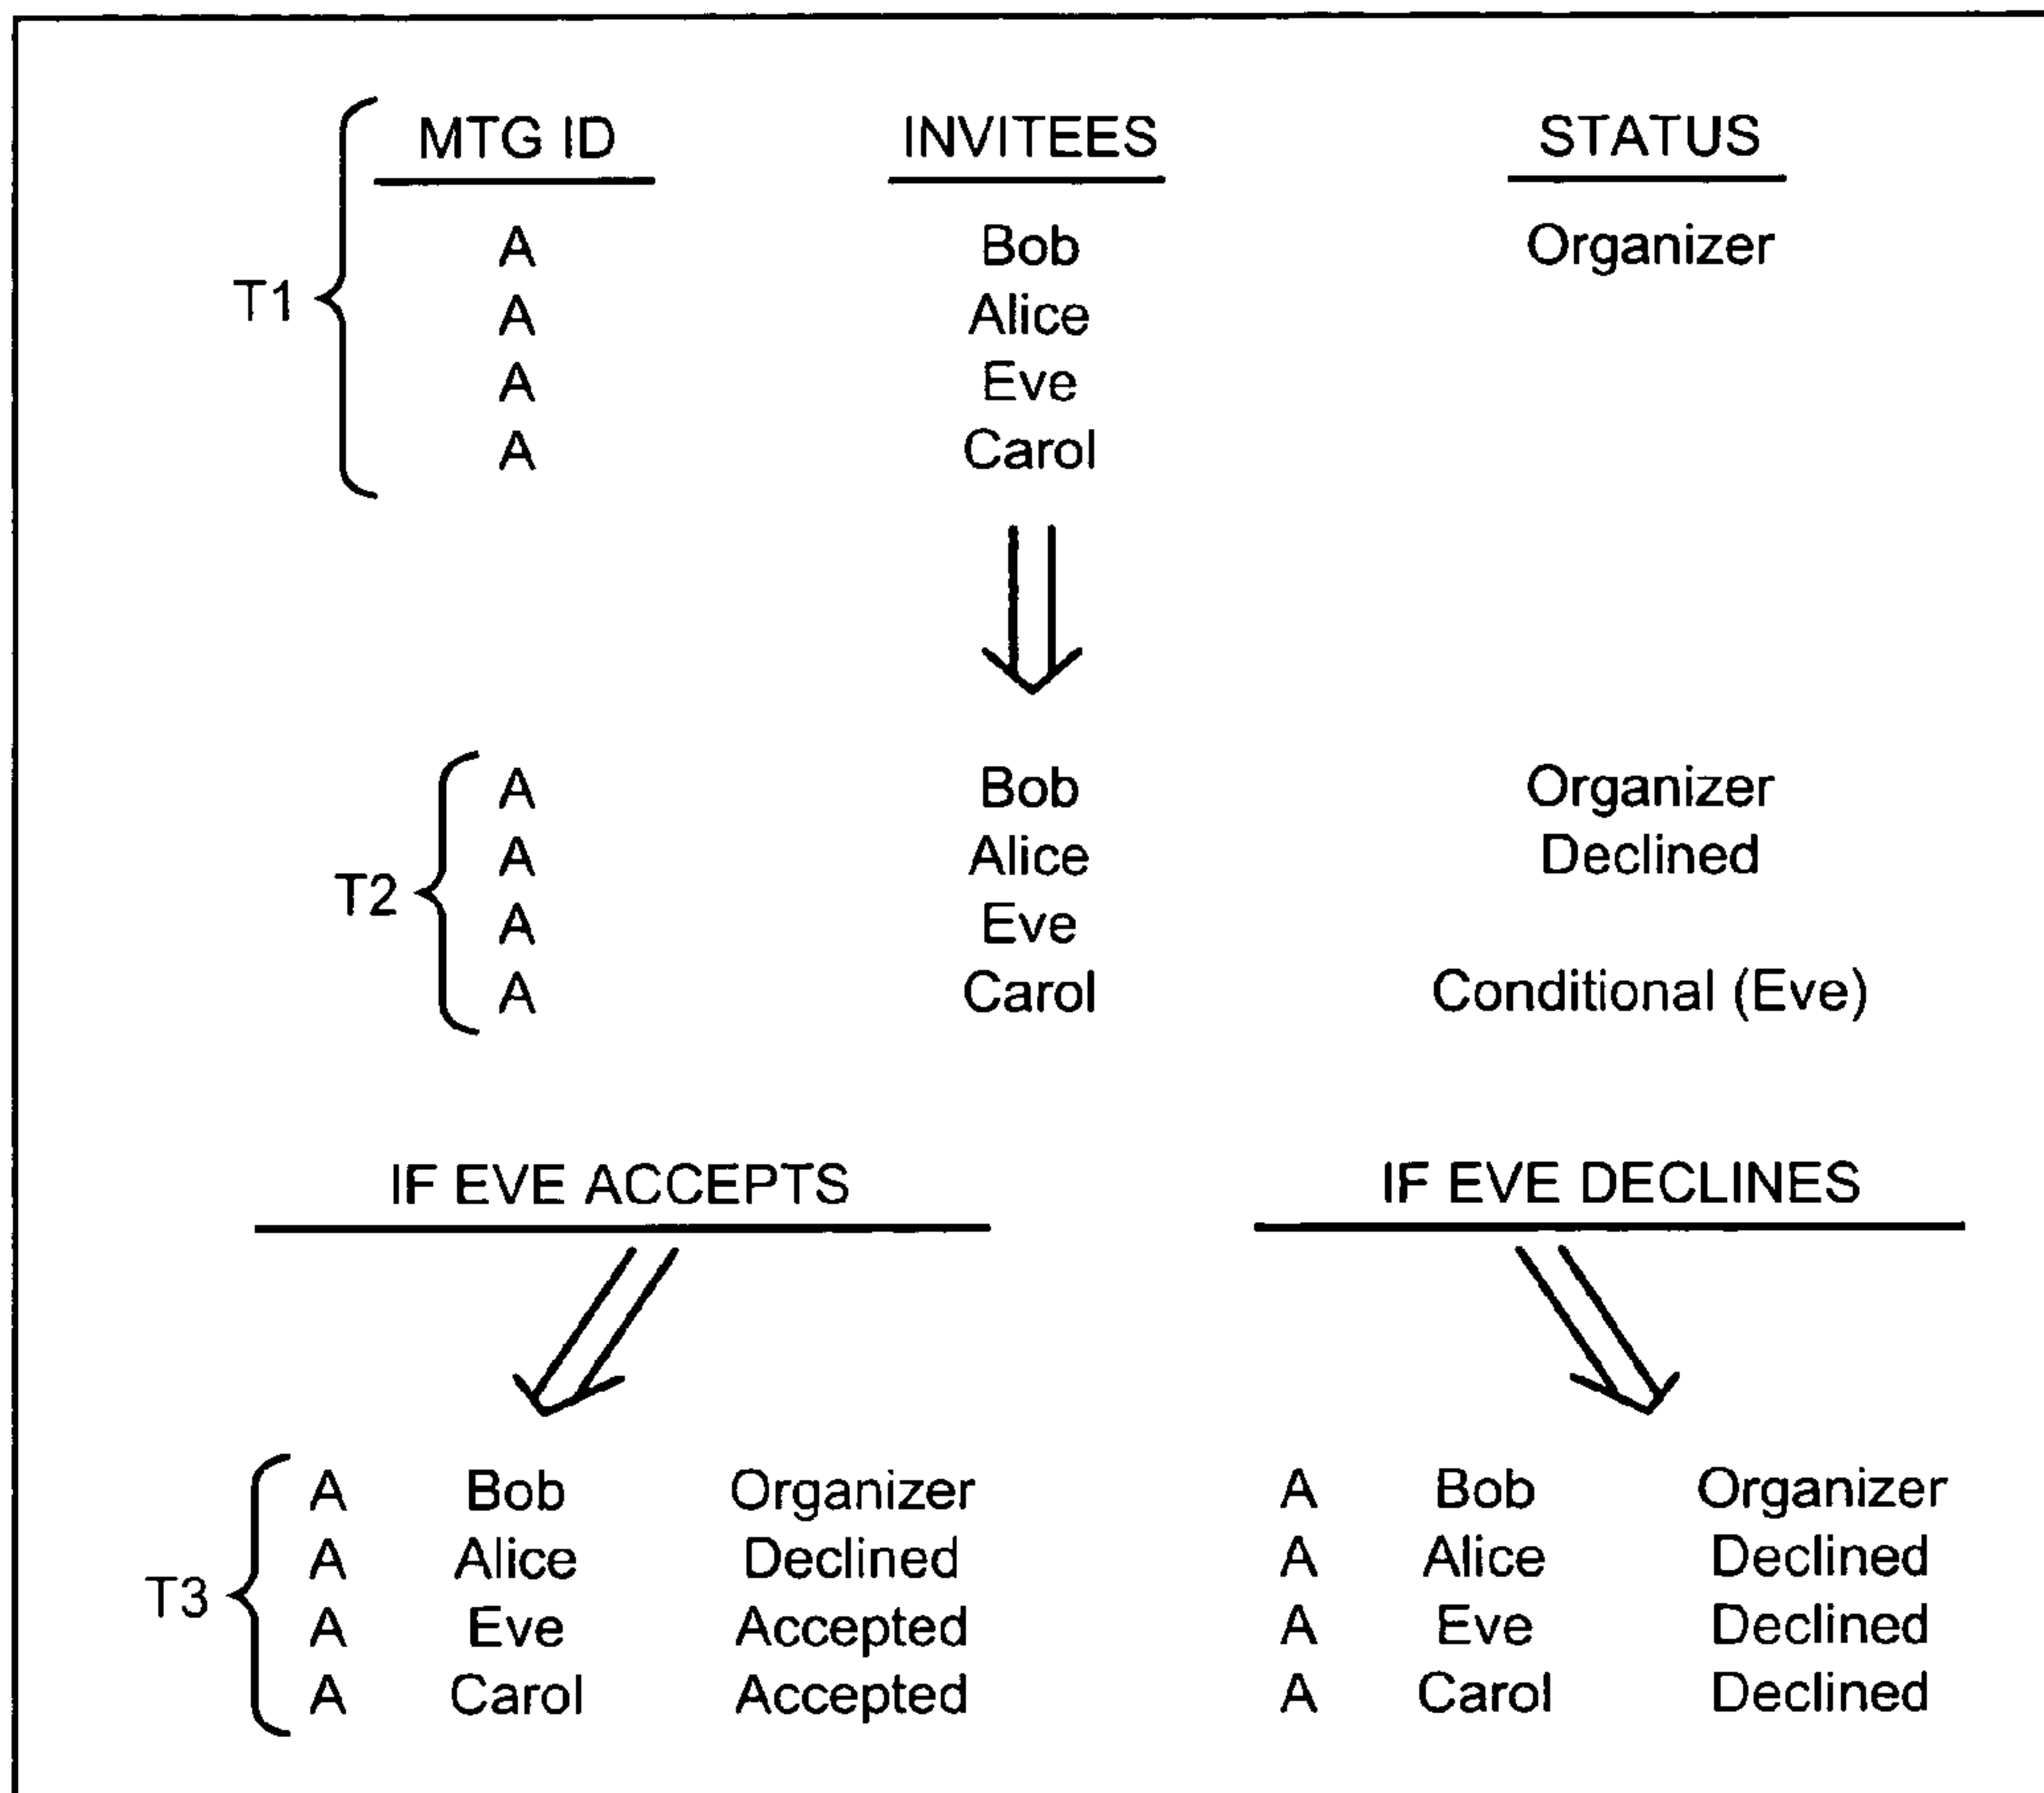 MTG ID INVITEES STATUS
A Bob Organizer
T1 A Alice
A Eve
A Carol
A Bob Organizer
A Alice Declined
T2 A Eve
A Carol Conditional (Eve)
IF EVE ACCEPTS IF EVE DECLINES
A Bob Organizer A Bob Organizer
A Alice Declined A Alice Declined
T3 A Eve Accepted A Eve Declined
A Carol Accepted A Carol Declined